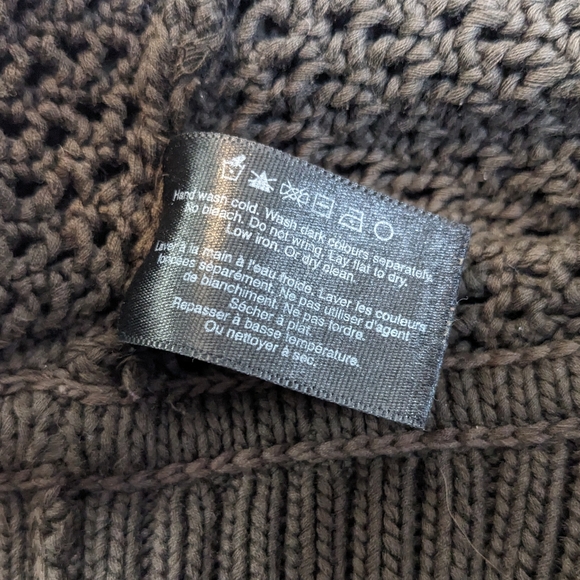 Hand wash cold. Wash dark colours separately.
No bleach. Do not wring. Lay flat to dry.
Low iron. Or dry clean.
Laver à la main à l'eau froide. Laver les couleurs
foncées séparément. Ne pas utiliser d'agent
de blanchiment. Ne pas tordre.
Sécher à plat.
Repasser à basse température.
Ou nettoyer à sec.